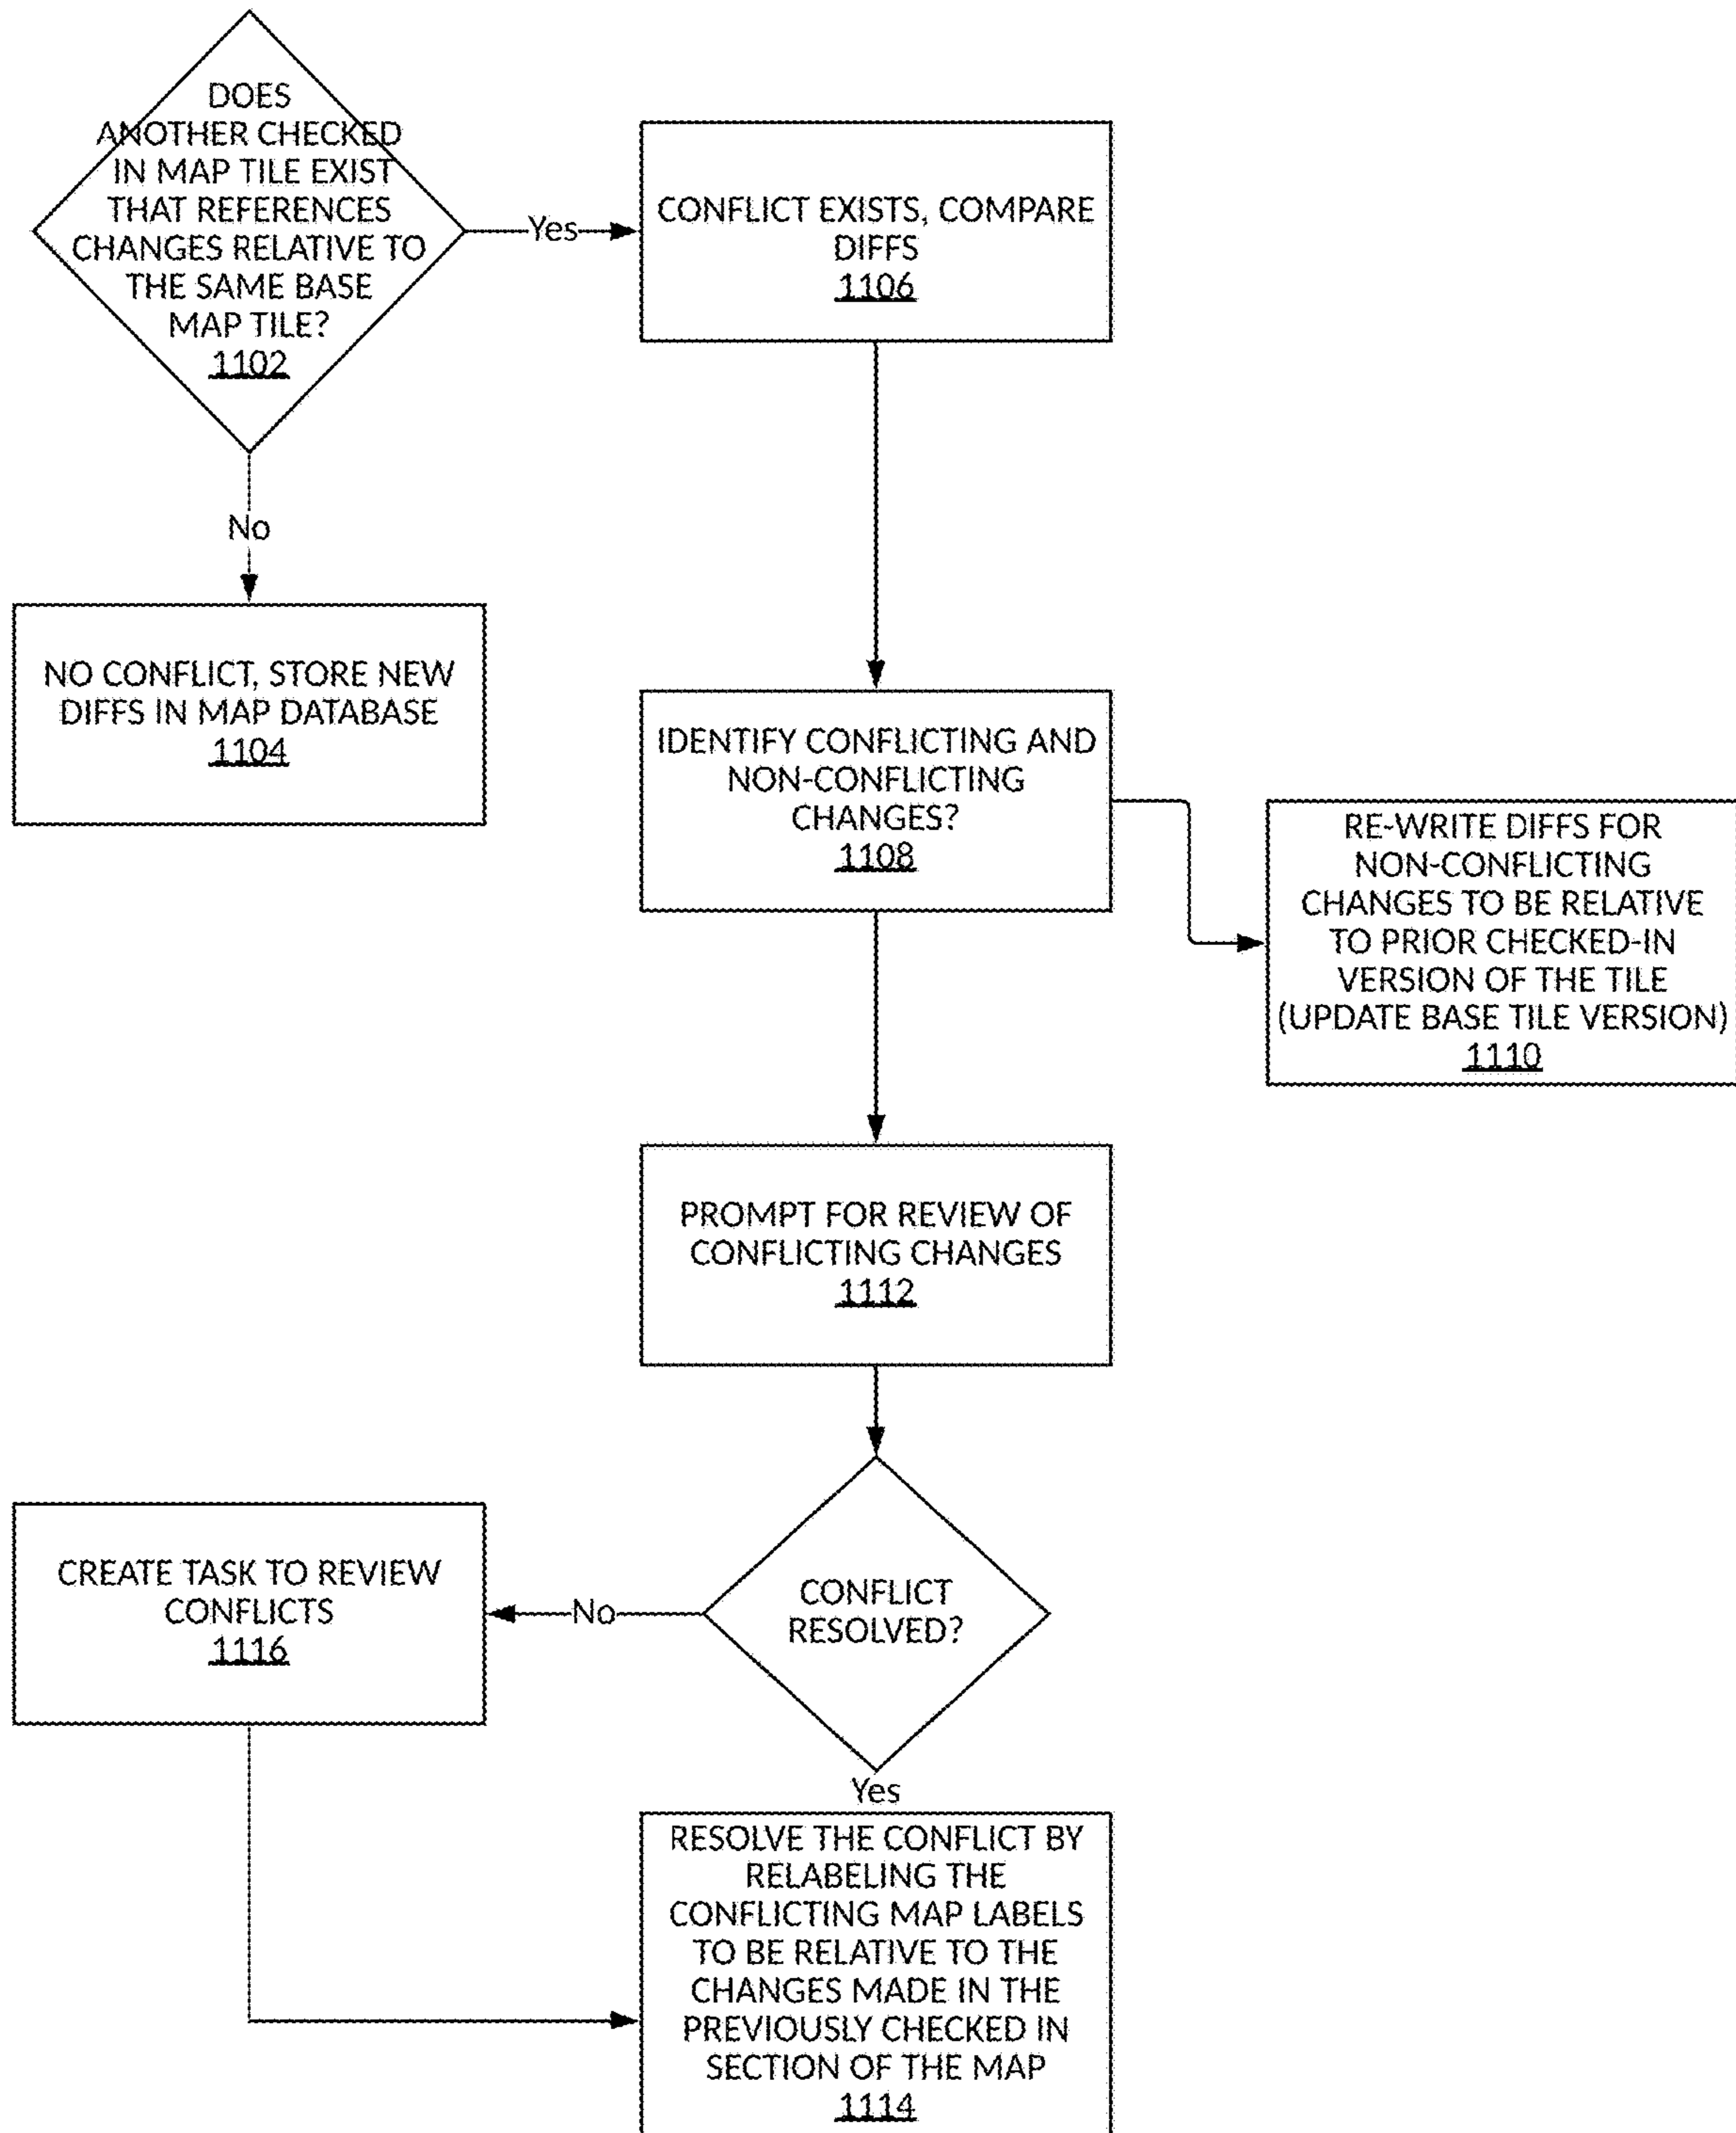 DOES
ANOTHER CHECKED
IN MAP TILE EXIST
THAT REFERENCES
CHANGES RELATIVE TO
THE SAME BASE
MAP TILE?
1102
Yes
CONFLICT EXISTS, COMPARE
DIFFS
1106
No
NO CONFLICT, STORE NEW
DIFFS IN MAP DATABASE
1104
IDENTIFY CONFLICTING AND
NON-CONFLICTING
CHANGES?
1108
RE-WRITE DIFFS FOR
NON-CONFLICTING
CHANGES TO BE RELATIVE
TO PRIOR CHECKED-IN
VERSION OF THE TILE
(UPDATE BASE TILE VERSION)
1110
PROMPT FOR REVIEW OF
CONFLICTING CHANGES
1112
CONFLICT
RESOLVED?
No
CREATE TASK TO REVIEW
CONFLICTS
1116
Yes
RESOLVE THE CONFLICT BY
RELABELING THE
CONFLICTING MAP LABELS
TO BE RELATIVE TO THE
CHANGES MADE IN THE
PREVIOUSLY CHECKED IN
SECTION OF THE MAP
1114